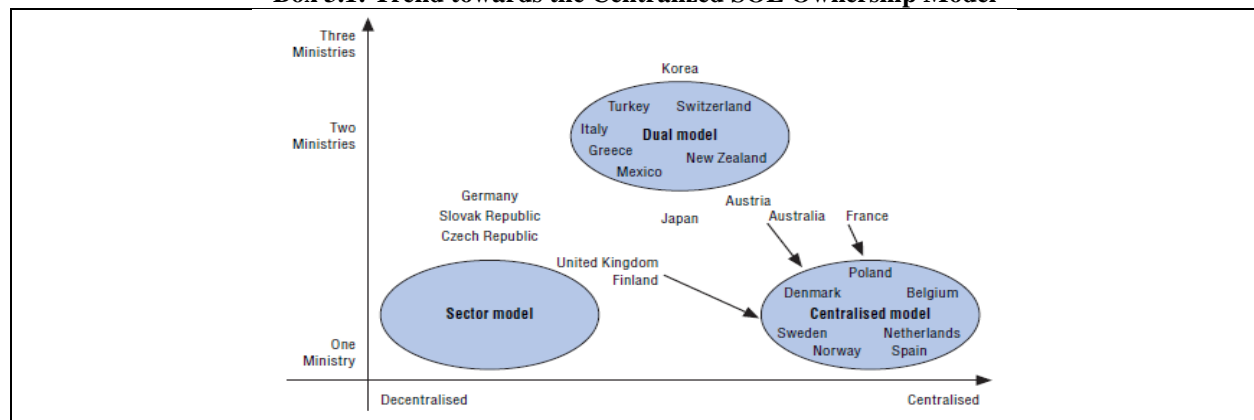 Box 3.1: Trend towards the Centralized SOE Ownership Model
Three
Ministries
Korea
Turkey Switzerland
Two
Ministries
Italy
Dual model
Greece
New Zealand
Mexico
Germany
Slovak Republic
Czech Republic
Austria
Japan
Australia
France
United Kingdom
Finland
Poland
Denmark
Belgium
Sector model
Centralised model
Sweden
Netherlands
Norway
Spain
One
Ministry
Decentralised
Centralised